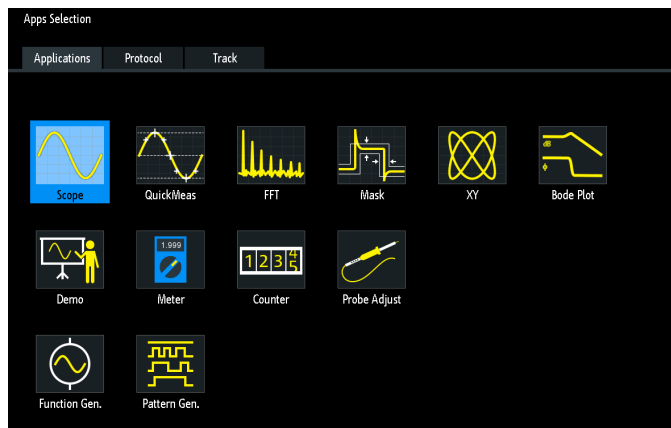 Apps Selection
Applications Protocol Track
dB
ϕ
Scope QuickMeas FFT Mask XY Bode Plot
1.999
1 2 3 4 5
Demo Meter Counter Probe Adjust
Function Gen. Pattern Gen.